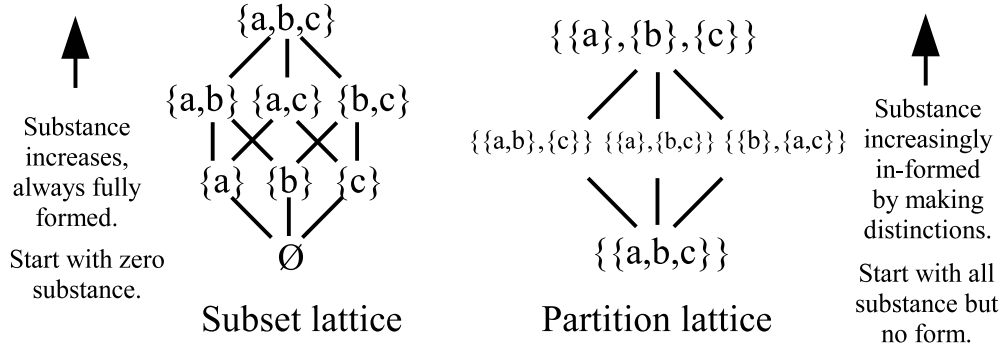 {a,b,c}
{a,b} {a,c} {b,c}
{a} {b} {c}
Ø
Subset lattice
Substance
increases,
always fully
formed.
Start with zero
substance.
{{a},{b},{c}}
{{a,b},{c}} {{a},{b,c}} {{b},{a,c}}
{{a,b,c}}
Partition lattice
Substance
increasingly
in-formed
by making
distinctions.
Start with all
substance but
no form.